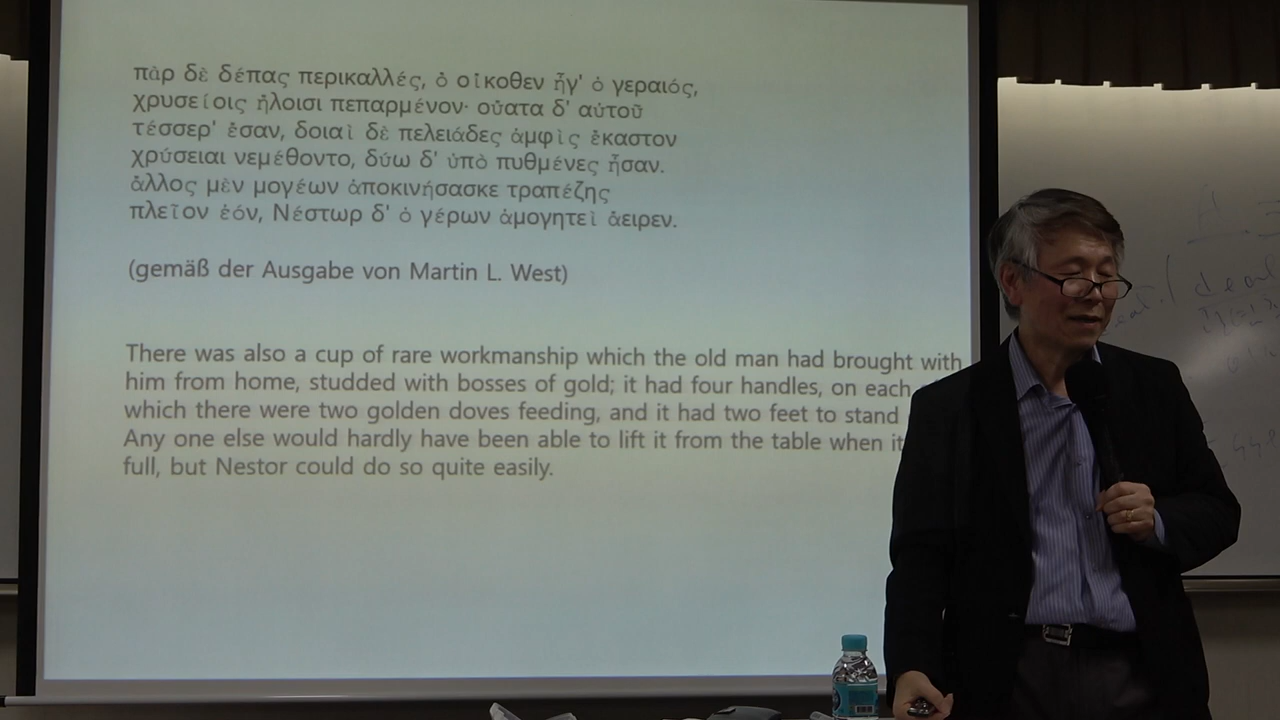 πὰρ δὲ δέπας περικαλλές, ὃ οἴκοθεν ἦγ' ὁ γεραιός,
χρυσείοις ἥλοισι πεπαρμένον· οὔατα δ' αὐτοῦ
τέσσερ' ἔσαν, δοιαὶ δὲ πελειάδες ἀμφὶς ἕκαστον
χρύσειαι νεμέθοντο, δύω δ' ὑπὸ πυθμένες ἦσαν.
ἄλλος μὲν μογέων ἀποκινήσασκε τραπέζης
πλεῖον ἐόν, Νέστωρ δ' ὁ γέρων ἀμογητεὶ ἄειρεν.
(gemäß der Ausgabe von Martin L. West)
There was also a cup of rare workmanship which the old man had brought with
him from home, studded with bosses of gold; it had four handles, on each
which there were two golden doves feeding, and it had two feet to stand
Any one else would hardly have been able to lift it from the table when it
full, but Nestor could do so quite easily.